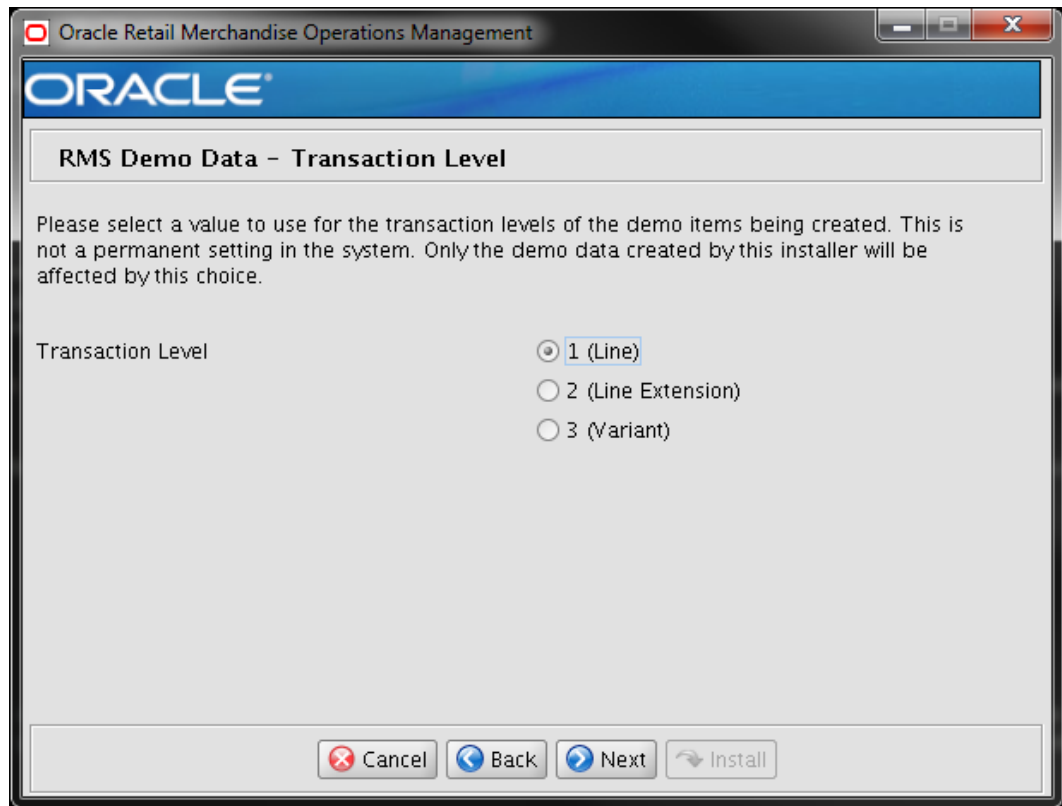 Oracle Retail Merchandise Operations Management
ORACLE®
RMS Demo Data - Transaction Level
Please select a value to use for the transaction levels of the demo items being created. This is
not a permanent setting in the system. Only the demo data created by this installer will be
affected by this choice.
Transaction Level
1 (Line)
2 (Line Extension)
3 (Variant)
Cancel
Back
Next
Install